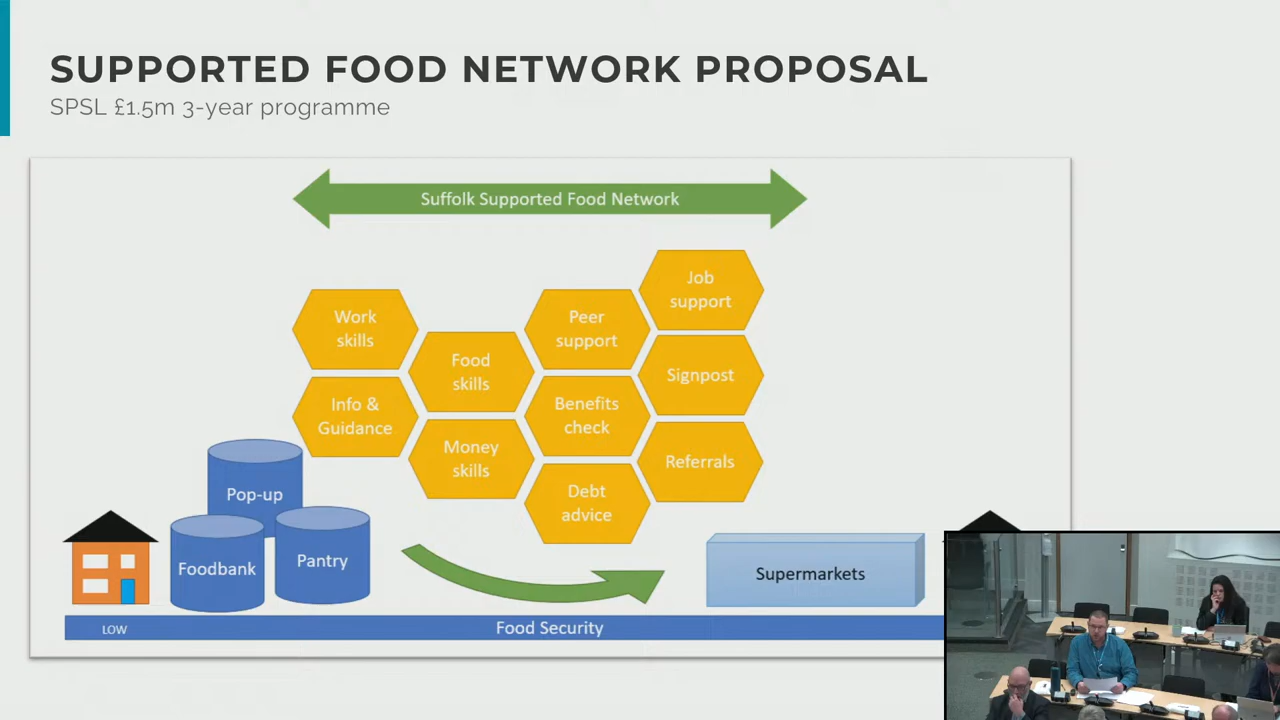 SUPPORTED FOOD NETWORK PROPOSAL
SPSL £1.5m 3-year programme
Suffolk Supported Food Network
Job
support
Work
skills
Peer
support
Food
skills
Signpost
Info &
Guidance
Benefits
check
Money
skills
Referrals
Debt
advice
Pop-up
Foodbank
Pantry
Supermarkets
LOW
Food Security